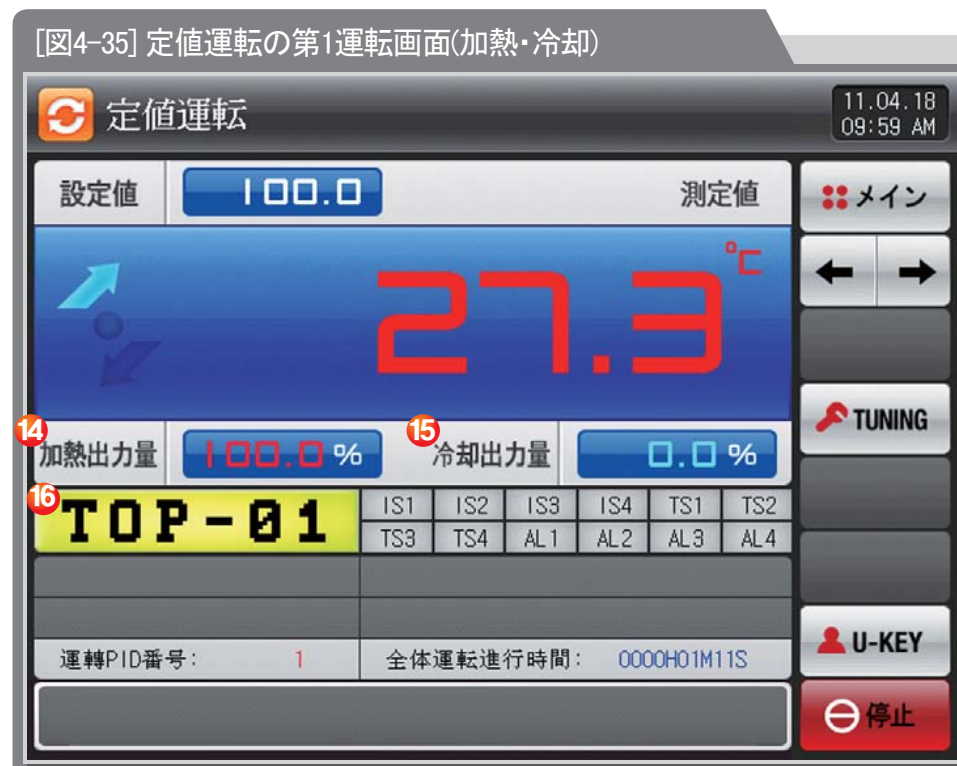 [図4-35] 定値運転の第1運転画面(加熱･冷却)
定値運転
11.04.18
09:59 AM
設定値 100.0 測定値
メイン
27.3 ℃
TUNING
14 加熱出力量 100.0 % 15 冷却出力量 0.0 %
16 TOP-01
IS1 IS2 IS3 IS4 TS1 TS2
TS3 TS4 AL1 AL2 AL3 AL4
運轉PID番号: 1 全体運転進行時間: 0000H01M11S
U-KEY
停止